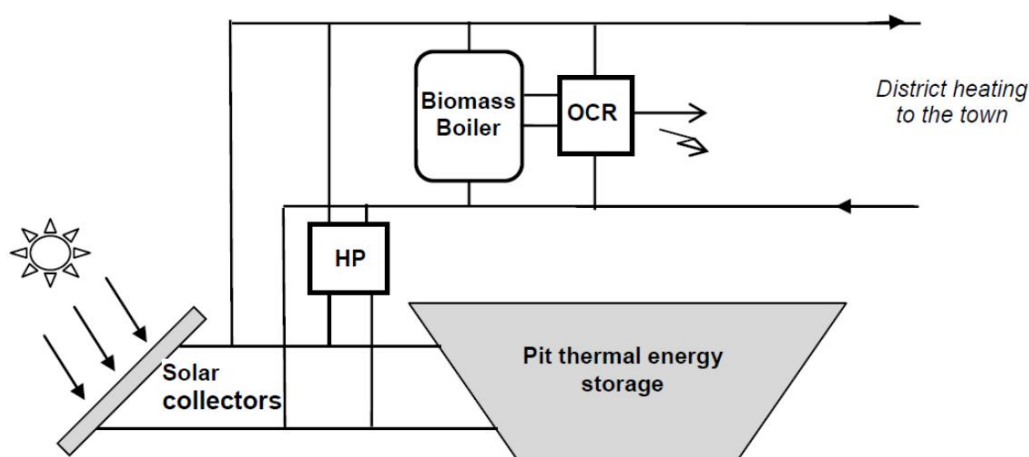 Biomass
Boiler
OCR
District heating
to the town
HP
Pit thermal energy
storage
Solar
collectors